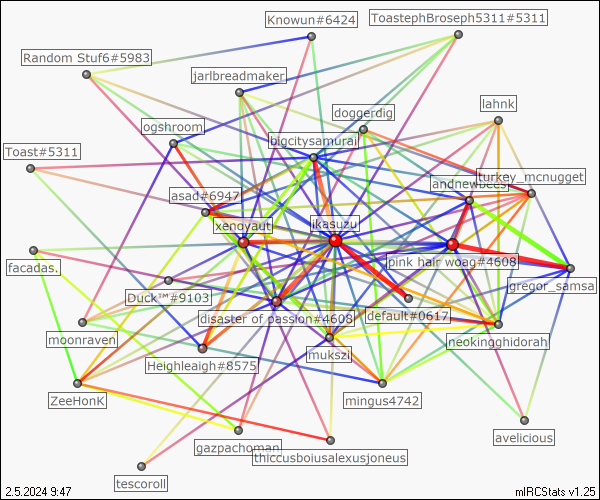 Knowun#6424
ToastephBroseph5311#5311
Random Stuf6#5983
jarlbreadmaker
lahnk
doggerdig
ogshroom
bigcitysamurai
Toast#5311
turkey_mcnugget
andnewbees
asad#6947
xenoyaut
ikasuzu
pink hair woag#4608
facadas.
gregor_samsa
Duck™#9103
disaster of passion#4608
default#0617
moonraven
mukszi
neokingghidorah
Heighleaigh#8575
ZeeHonK
mingus4742
gazpachoman
thiccusboiusalexusjoneus
avelicious
tescoroll
2.5.2024 9:47
mIRCStats v1.25